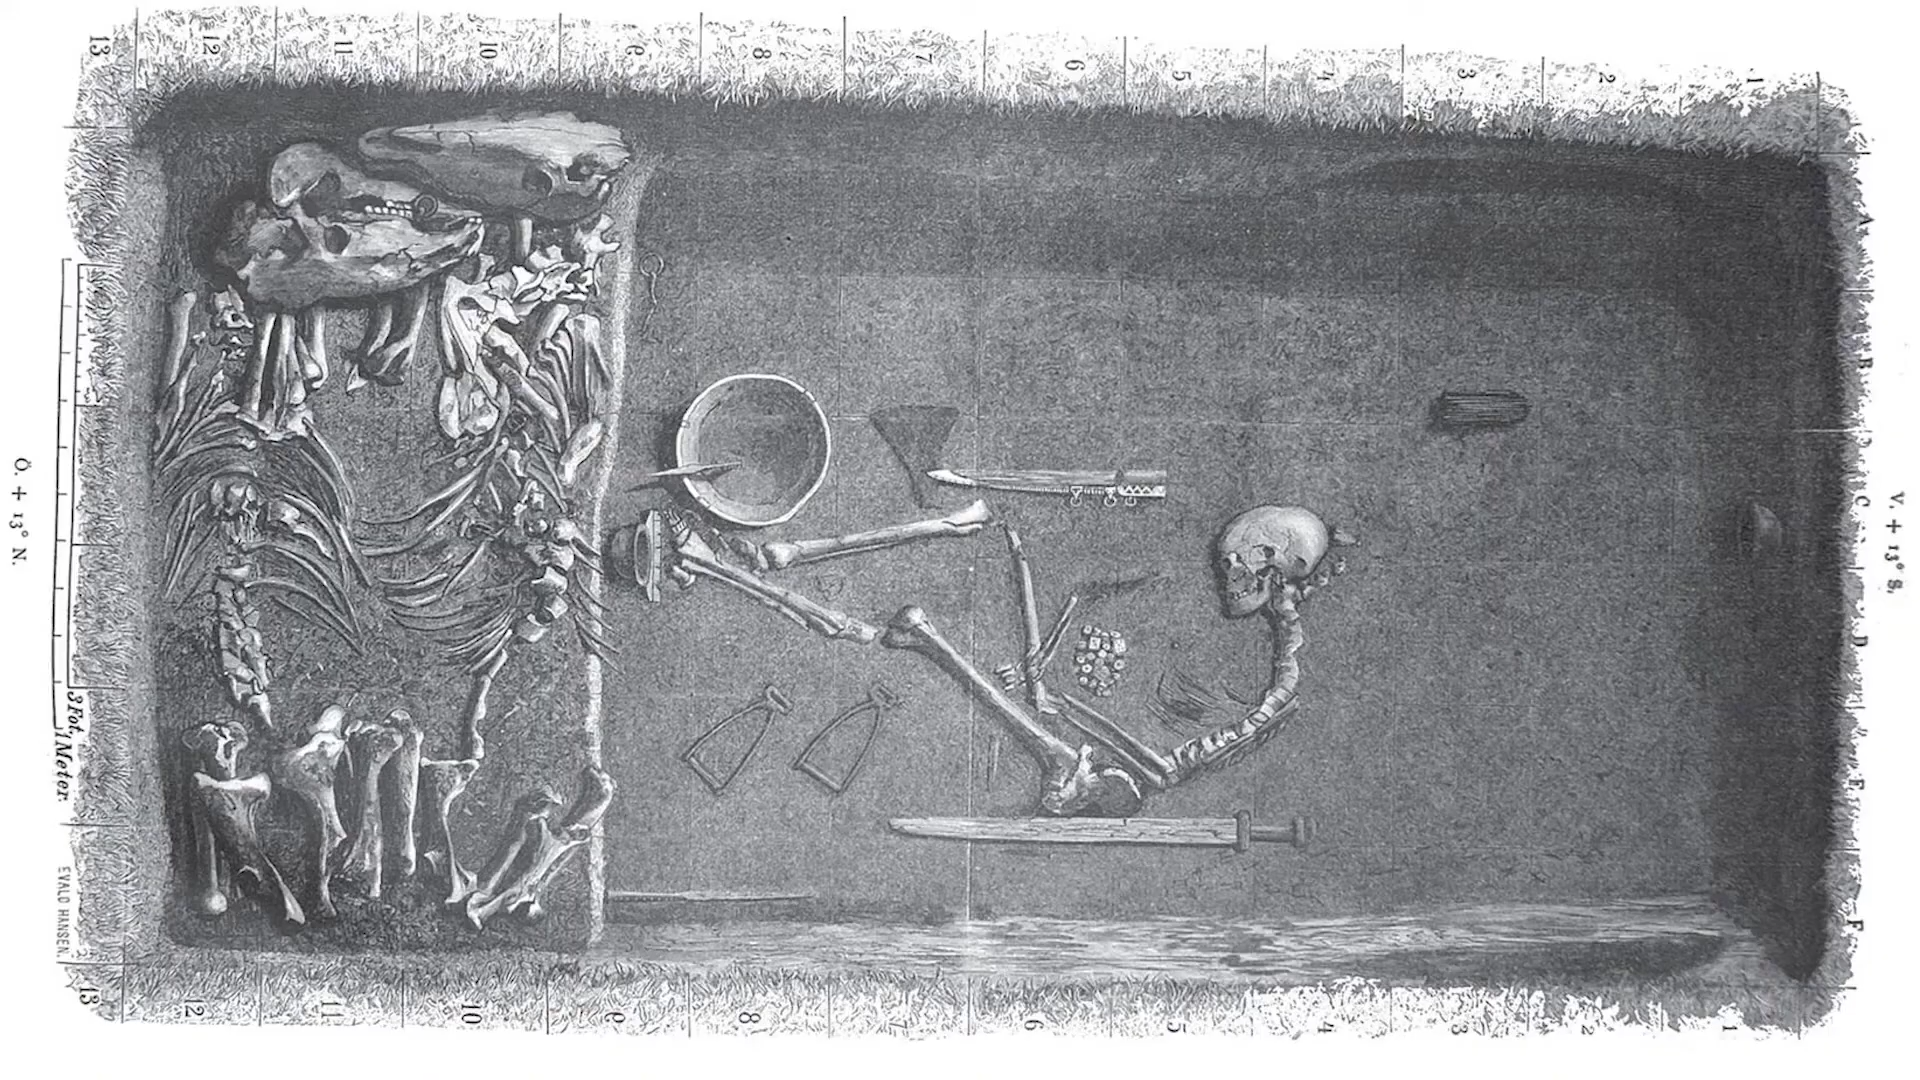 13 12 11 10 9 8 7 6 5 4 3 2 1
A
B
C
D
E
F
V. + 13° S.
Ö. + 13° N.
3 Fot.
1 Meter.
EVALD HANSEN.
13 12 11 10 9 8 7 6 5 4 3 2 1